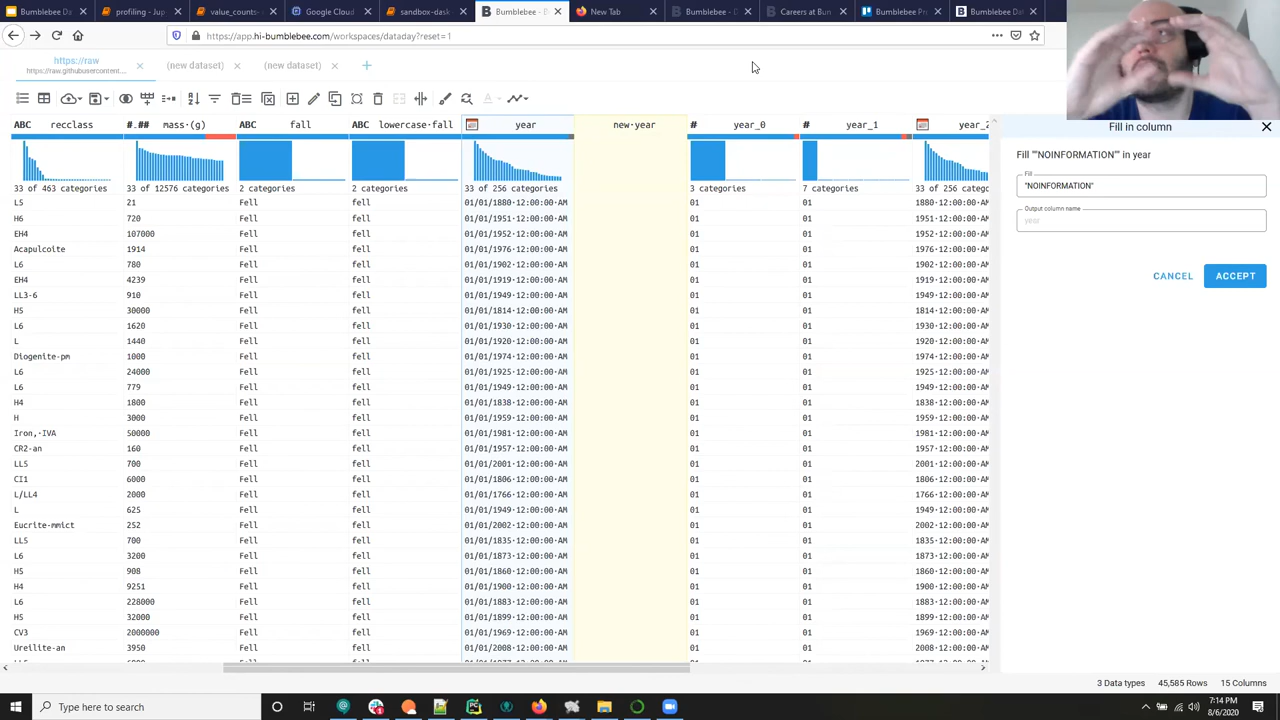 Bumblebee Da
profiling - Jup
value_counts-
Google Cloud
sandbox-dask
Bumblebee - B
New Tab
Bumblebee - B
Careers at Bun
Bumblebee Pr
Bumblebee Da
https://app.hi-bumblebee.com/workspaces/dataday?reset=1
https://raw
https://raw.githubusercontent...
(new dataset)
(new dataset)
ABC recclass #.## mass·(g) ABC fall ABC lowercase·fall year new·year # year_0 # year_1 year_2
33 of 463 categories 33 of 12576 categories 2 categories 2 categories 33 of 256 categories 3 categories 7 categories 33 of 256 categories
L5 21 Fell fell 01/01/1880·12:00:00·AM 01 01 1880·12:00:00·AM
H6 720 Fell fell 01/01/1951·12:00:00·AM 01 01 1951·12:00:00·AM
EH4 107000 Fell fell 01/01/1952·12:00:00·AM 01 01 1952·12:00:00·AM
Acapulcoite 1914 Fell fell 01/01/1976·12:00:00·AM 01 01 1976·12:00:00·AM
L6 780 Fell fell 01/01/1902·12:00:00·AM 01 01 1902·12:00:00·AM
EH4 4239 Fell fell 01/01/1919·12:00:00·AM 01 01 1919·12:00:00·AM
LL3-6 910 Fell fell 01/01/1949·12:00:00·AM 01 01 1949·12:00:00·AM
H5 30000 Fell fell 01/01/1814·12:00:00·AM 01 01 1814·12:00:00·AM
L6 1620 Fell fell 01/01/1930·12:00:00·AM 01 01 1930·12:00:00·AM
L 1440 Fell fell 01/01/1920·12:00:00·AM 01 01 1920·12:00:00·AM
Diogenite-pm 1000 Fell fell 01/01/1974·12:00:00·AM 01 01 1974·12:00:00·AM
L6 24000 Fell fell 01/01/1925·12:00:00·AM 01 01 1925·12:00:00·AM
L6 779 Fell fell 01/01/1949·12:00:00·AM 01 01 1949·12:00:00·AM
H4 1800 Fell fell 01/01/1838·12:00:00·AM 01 01 1838·12:00:00·AM
H 3000 Fell fell 01/01/1959·12:00:00·AM 01 01 1959·12:00:00·AM
Iron,·IVA 50000 Fell fell 01/01/1981·12:00:00·AM 01 01 1981·12:00:00·AM
CR2-an 160 Fell fell 01/01/1957·12:00:00·AM 01 01 1957·12:00:00·AM
LL5 700 Fell fell 01/01/2001·12:00:00·AM 01 01 2001·12:00:00·AM
CI1 6000 Fell fell 01/01/1806·12:00:00·AM 01 01 1806·12:00:00·AM
L/LL4 2000 Fell fell 01/01/1766·12:00:00·AM 01 01 1766·12:00:00·AM
L 625 Fell fell 01/01/1949·12:00:00·AM 01 01 1949·12:00:00·AM
Eucrite-mmict 252 Fell fell 01/01/2002·12:00:00·AM 01 01 2002·12:00:00·AM
LL5 700 Fell fell 01/01/1835·12:00:00·AM 01 01 1835·12:00:00·AM
L6 3200 Fell fell 01/01/1873·12:00:00·AM 01 01 1873·12:00:00·AM
H5 908 Fell fell 01/01/1860·12:00:00·AM 01 01 1860·12:00:00·AM
H4 9251 Fell fell 01/01/1900·12:00:00·AM 01 01 1900·12:00:00·AM
L6 228000 Fell fell 01/01/1883·12:00:00·AM 01 01 1883·12:00:00·AM
H5 32000 Fell fell 01/01/1899·12:00:00·AM 01 01 1899·12:00:00·AM
CV3 2000000 Fell fell 01/01/1969·12:00:00·AM 01 01 1969·12:00:00·AM
Ureilite-an 3950 Fell fell 01/01/2008·12:00:00·AM 01 01 2008·12:00:00·AM
Fill in column
Fill ""NOINFORMATION"" in year
Fill
"NOINFORMATION"
Output column name
year
CANCEL
ACCEPT
3 Data types 45,585 Rows 15 Columns
Type here to search
7:14 PM
8/6/2020